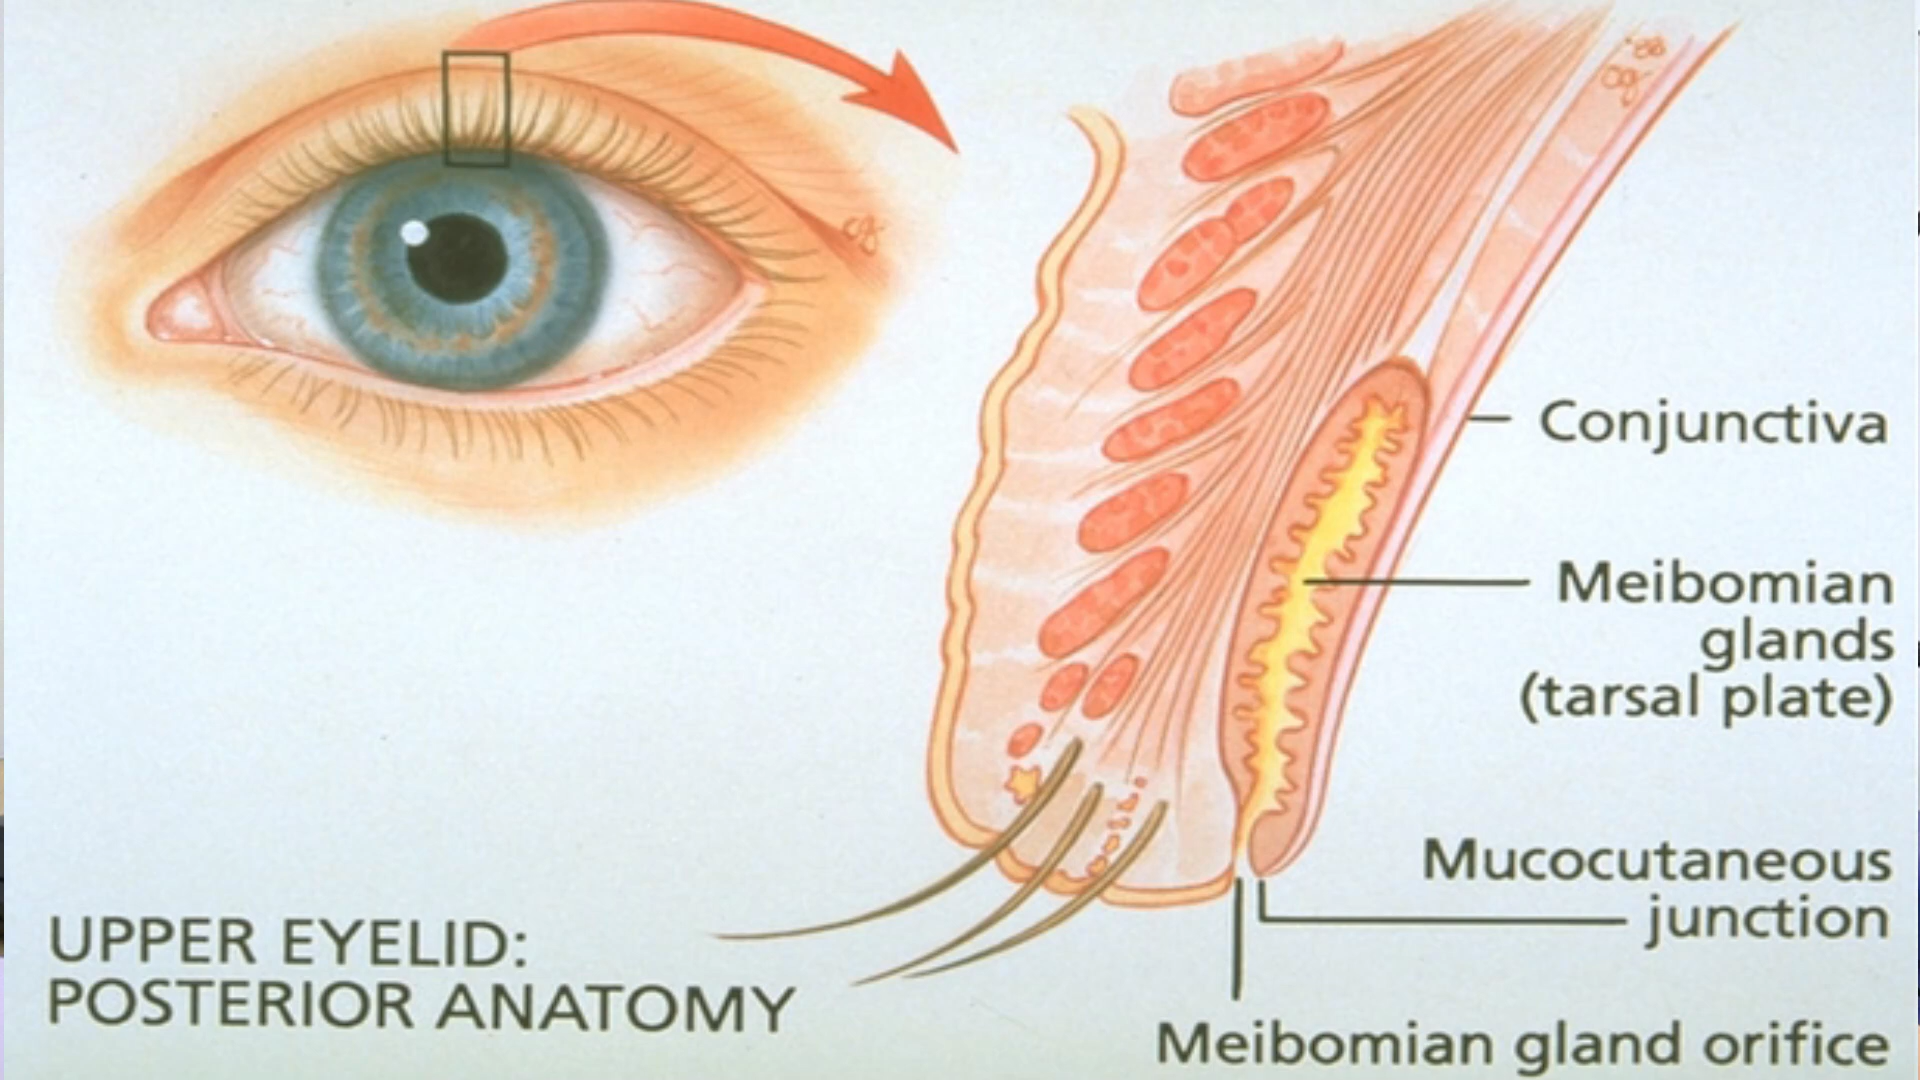 Conjunctiva
Meibomian
glands
(tarsal plate)
Mucocutaneous
junction
Meibomian gland orifice
UPPER EYELID:
POSTERIOR ANATOMY